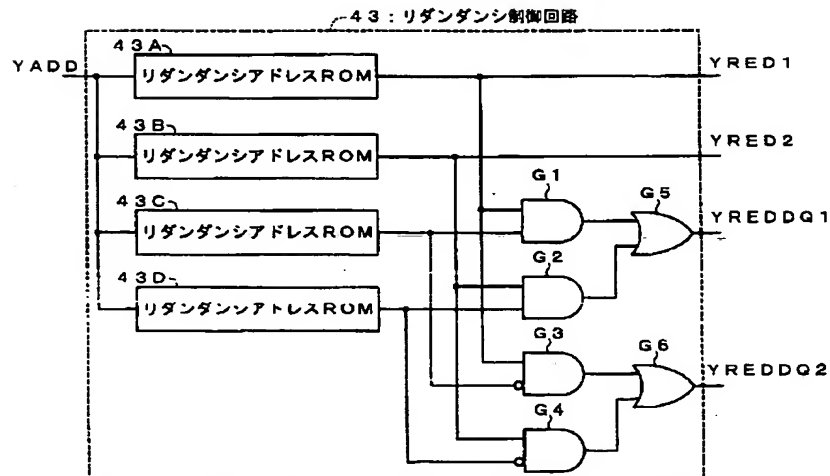 43:リダンダンシ制御回路
43A
YADD
リダンダンシアドレスROM
YRED1
43B
リダンダンシアドレスROM
YRED2
43C
G1
G5
リダンダンシアドレスROM
YREDDQ1
43D
G2
リダンダンシアドレスROM
G3
G6
YREDDQ2
G4